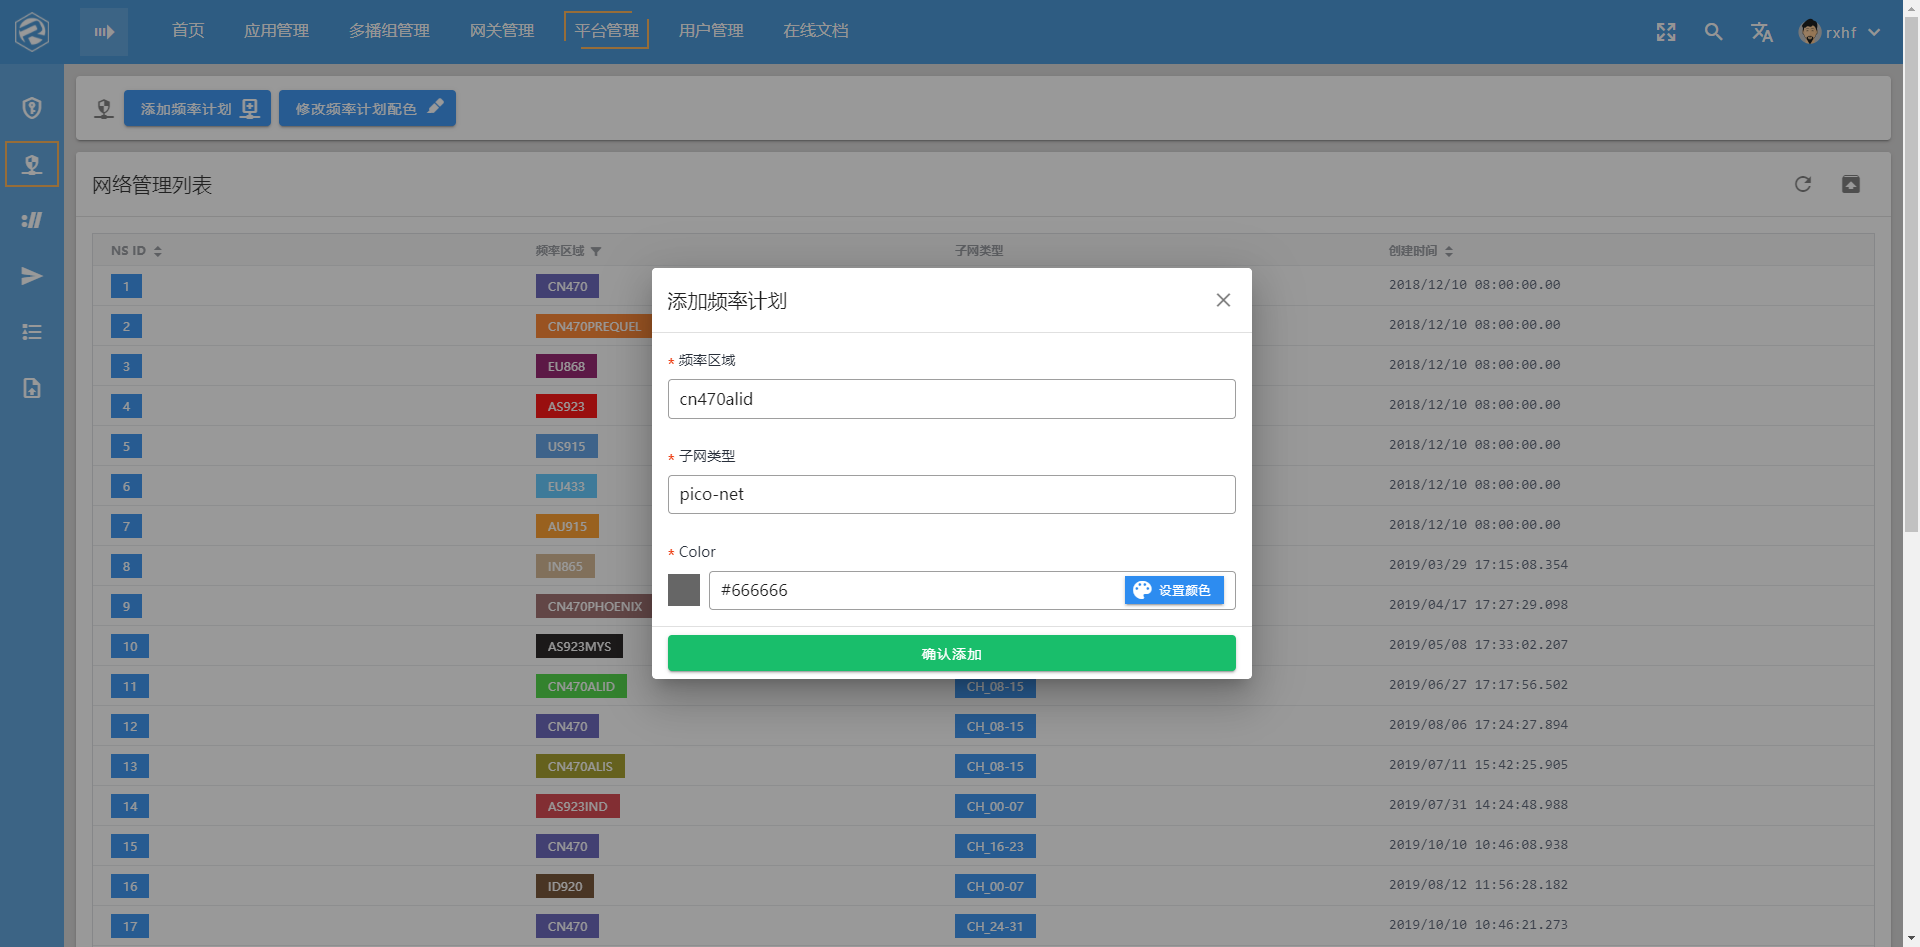 首页 应用管理 多播组管理 网关管理 平台管理 用户管理 在线文档 rxhf
添加频率计划 修改频率计划配色
网络管理列表
NS ID 频率区域 子网类型 创建时间
1 CN470 2018/12/10 08:00:00.00
2 CN470PREQUEL 2018/12/10 08:00:00.00
3 EU868 2018/12/10 08:00:00.00
4 AS923 2018/12/10 08:00:00.00
5 US915 2018/12/10 08:00:00.00
6 EU433 2018/12/10 08:00:00.00
7 AU915 2018/12/10 08:00:00.00
8 IN865 2019/03/29 17:15:08.354
9 CN470PHOENIX 2019/04/17 17:27:29.098
10 AS923MYS 2019/05/08 17:33:02.207
11 CN470ALID CH_08-15 2019/06/27 17:17:56.502
12 CN470 CH_08-15 2019/08/06 17:24:27.894
13 CN470ALIS CH_08-15 2019/07/11 15:42:25.905
14 AS923IND CH_00-07 2019/07/31 14:24:48.988
15 CN470 CH_16-23 2019/10/10 10:46:08.938
16 ID920 CH_00-07 2019/08/12 11:56:28.182
17 CN470 CH_24-31 2019/10/10 10:46:21.273
添加频率计划
* 频率区域
cn470alid
* 子网类型
pico-net
* Color
#666666 设置颜色
确认添加